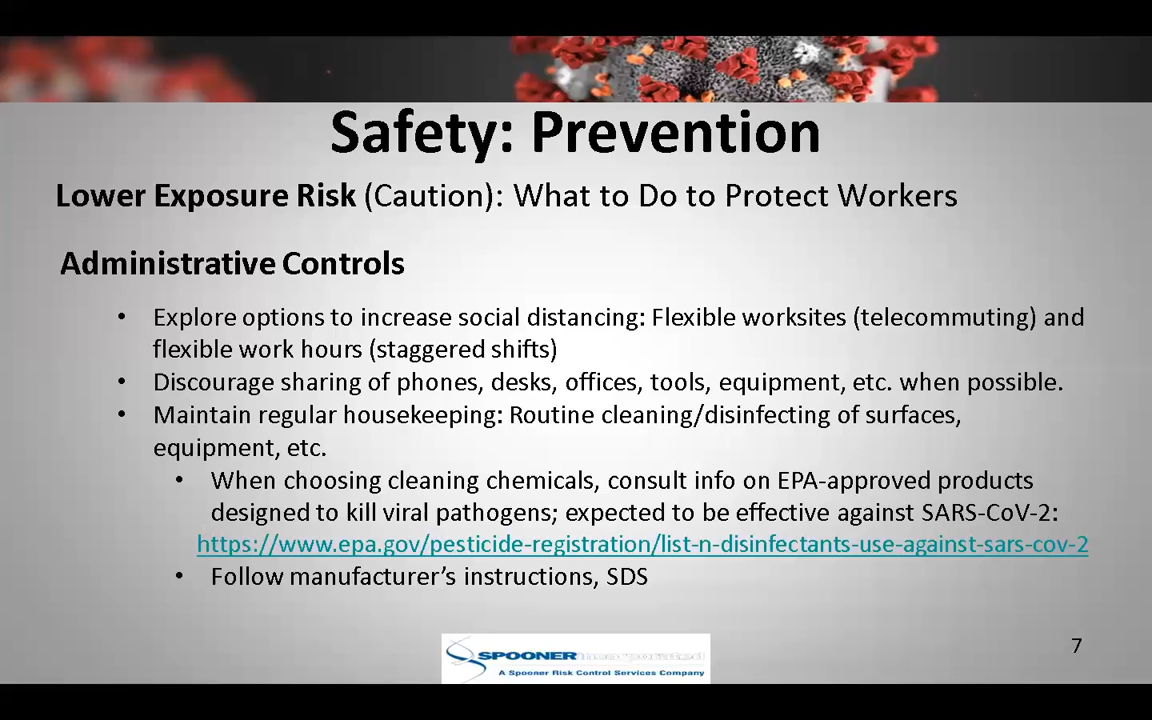 Safety: Prevention
Lower Exposure Risk (Caution): What to Do to Protect Workers
Administrative Controls
• Explore options to increase social distancing: Flexible worksites (telecommuting) and
flexible work hours (staggered shifts)
• Discourage sharing of phones, desks, offices, tools, equipment, etc. when possible.
• Maintain regular housekeeping: Routine cleaning/disinfecting of surfaces,
equipment, etc.
• When choosing cleaning chemicals, consult info on EPA-approved products
designed to kill viral pathogens; expected to be effective against SARS-CoV-2:
https://www.epa.gov/pesticide-registration/list-n-disinfectants-use-against-sars-cov-2
• Follow manufacturer’s instructions, SDS
SPOONER Incorporated
A Spooner Risk Control Services Company
7